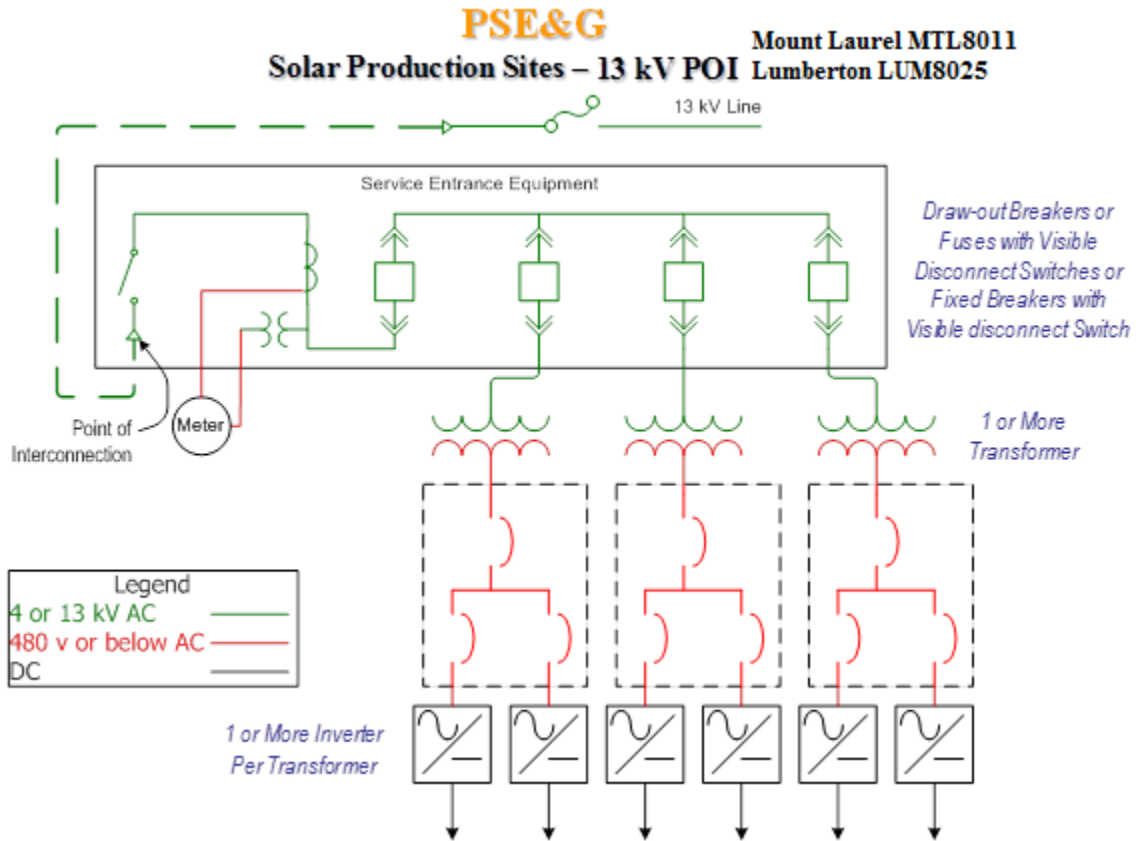 PSE&G
Solar Production Sites – 13 kV POI
Mount Laurel MTL8011
Lumberton LUM8025
13 kV Line
Service Entrance Equipment
Draw-out Breakers or
Fuses with Visible
Disconnect Switches or
Fixed Breakers with
Visible disconnect Switch
Point of
Interconnection
Meter
1 or More
Transformer
Legend
4 or 13 kV AC
480 v or below AC
DC
1 or More Inverter
Per Transformer